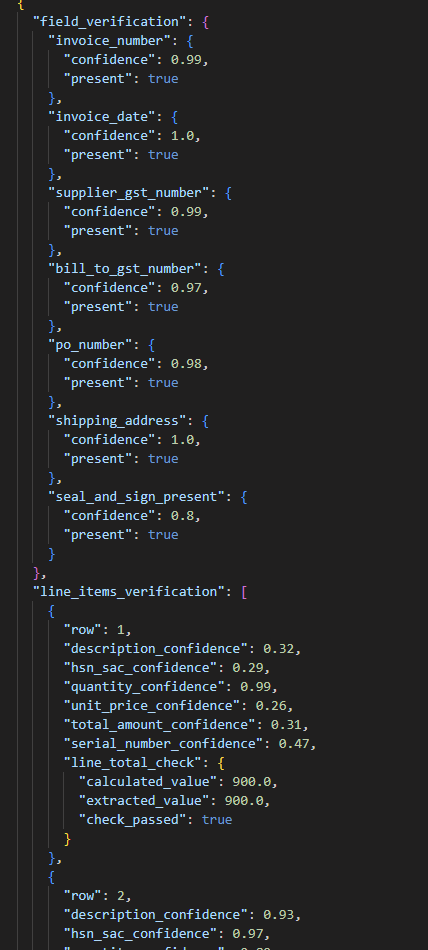 {
"field_verification": {
"invoice_number": {
"confidence": 0.99,
"present": true
},
"invoice_date": {
"confidence": 1.0,
"present": true
},
"supplier_gst_number": {
"confidence": 0.99,
"present": true
},
"bill_to_gst_number": {
"confidence": 0.97,
"present": true
},
"po_number": {
"confidence": 0.98,
"present": true
},
"shipping_address": {
"confidence": 1.0,
"present": true
},
"seal_and_sign_present": {
"confidence": 0.8,
"present": true
}
},
"line_items_verification": [
{
"row": 1,
"description_confidence": 0.32,
"hsn_sac_confidence": 0.29,
"quantity_confidence": 0.99,
"unit_price_confidence": 0.26,
"total_amount_confidence": 0.31,
"serial_number_confidence": 0.47,
"line_total_check": {
"calculated_value": 900.0,
"extracted_value": 900.0,
"check_passed": true
}
},
{
"row": 2,
"description_confidence": 0.93,
"hsn_sac_confidence": 0.97,